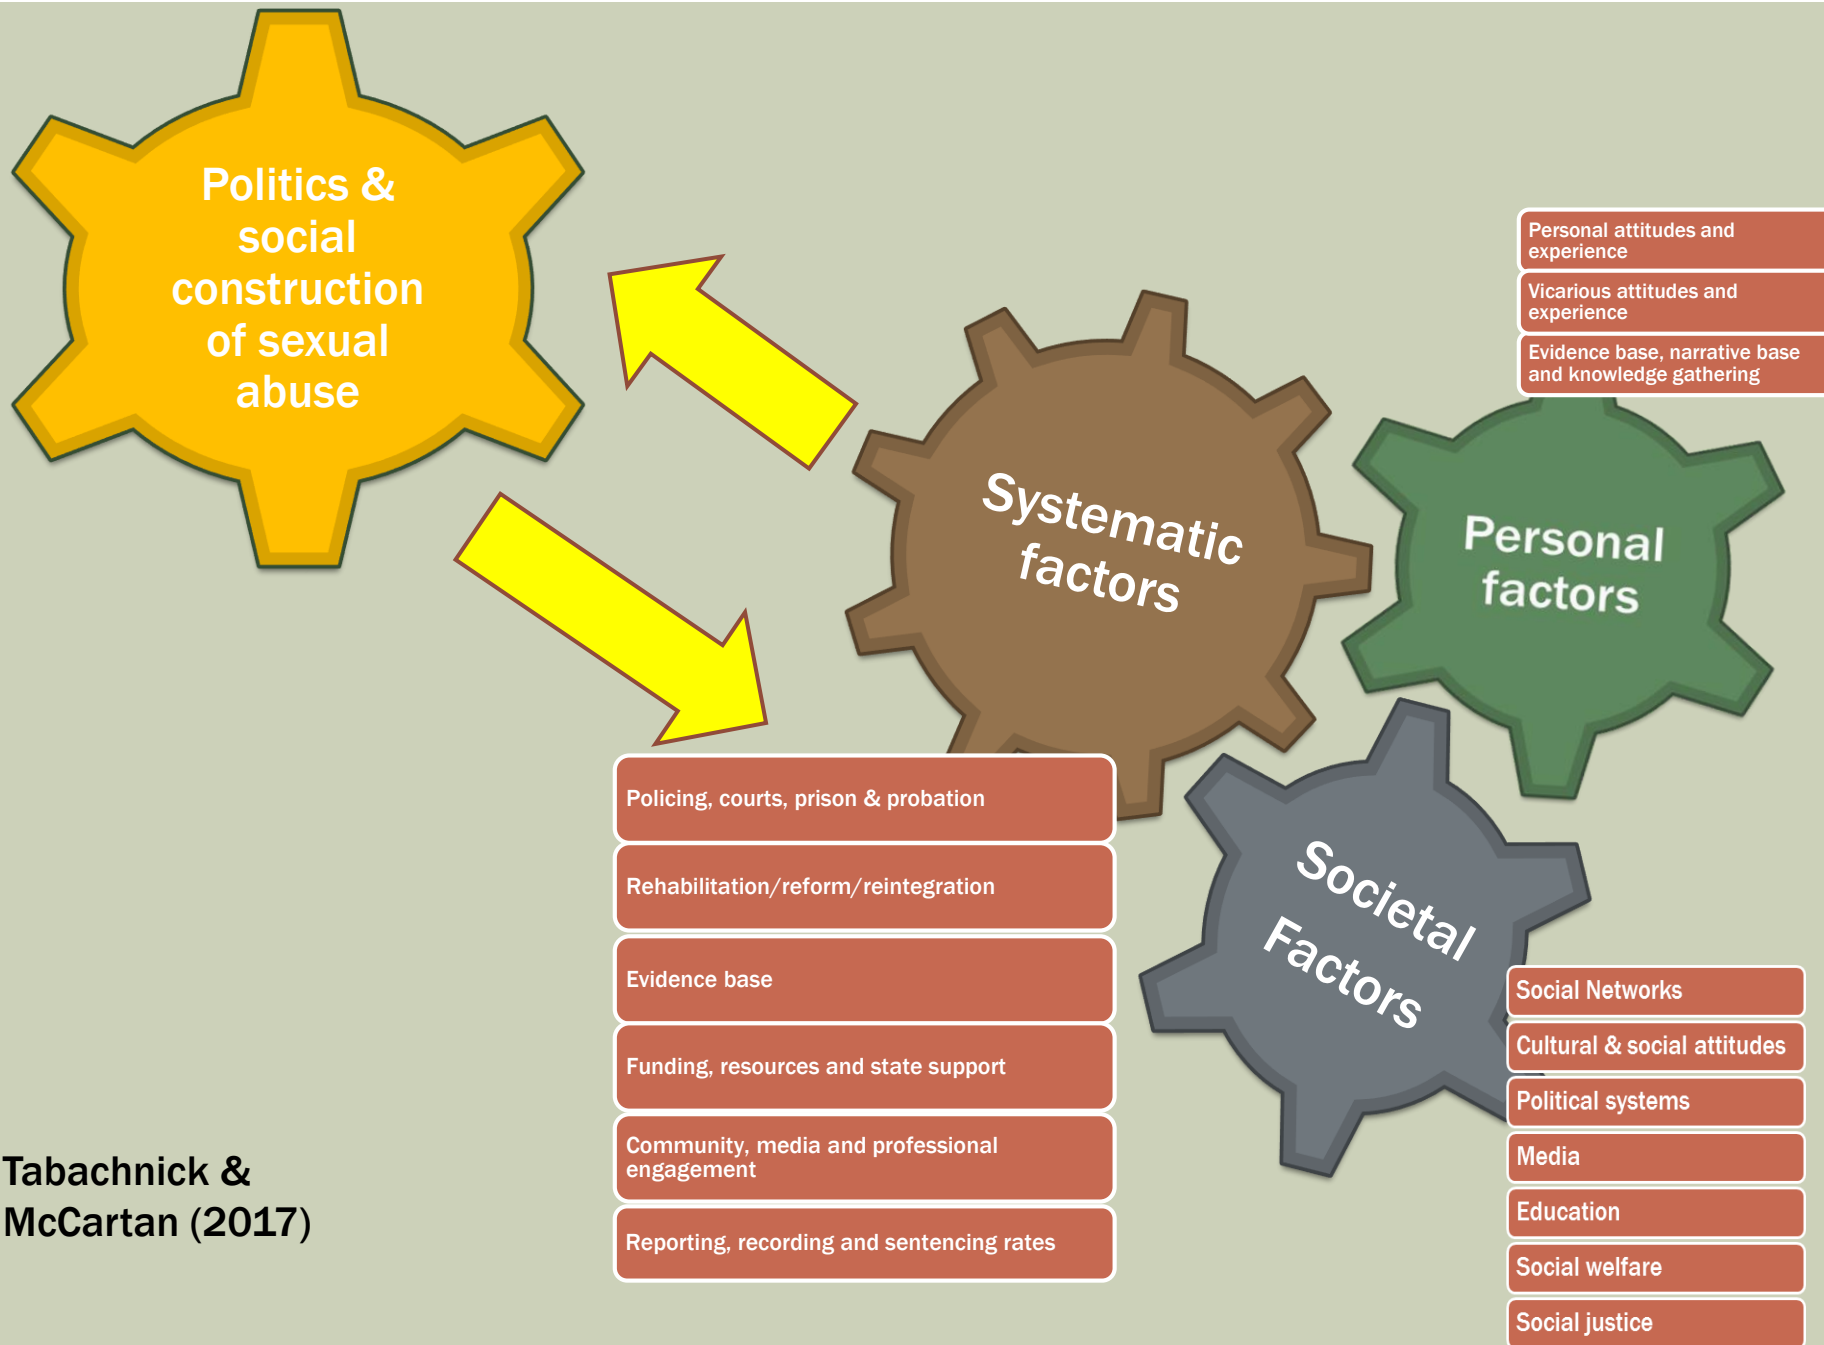 Politics &
social
construction
of sexual
abuse
Personal attitudes and
experience
Vicarious attitudes and
experience
Evidence base, narrative base
and knowledge gathering
Systematic
factors
Personal
factors
Policing, courts, prison & probation
Rehabilitation/reform/reintegration
Evidence base
Funding, resources and state support
Community, media and professional
engagement
Reporting, recording and sentencing rates
Societal
Factors
Social Networks
Cultural & social attitudes
Political systems
Media
Education
Social welfare
Social justice
Tabachnick &
McCartan (2017)